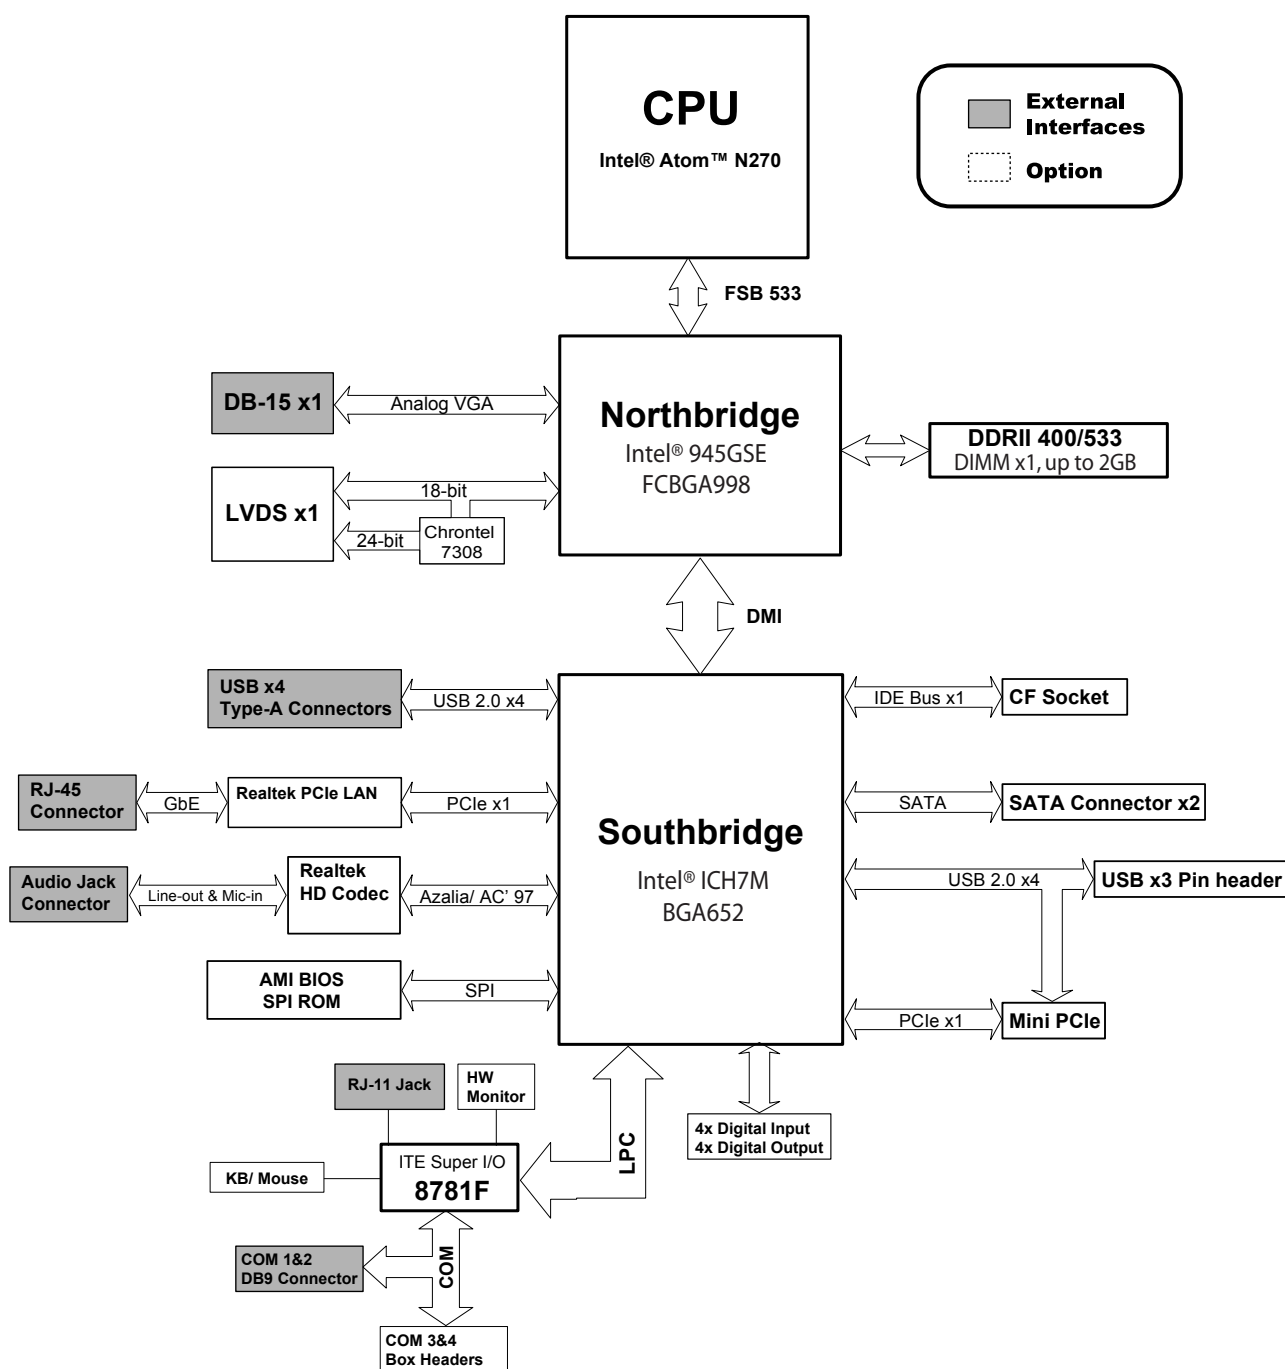 CPU
Intel® Atom™ N270
External
Interfaces
Option
FSB 533
DB-15 x1
Analog VGA
Northbridge
Intel® 945GSE
FCBGA998
DDRII 400/533
DIMM x1, up to 2GB
LVDS x1
18-bit
24-bit
Chrontel
7308
DMI
USB x4
Type-A Connectors
USB 2.0 x4
IDE Bus x1
CF Socket
RJ-45
Connector
GbE
Realtek PCIe LAN
PCIe x1
Southbridge
Intel® ICH7M
BGA652
SATA
SATA Connector x2
Audio Jack
Connector
Line-out & Mic-in
Realtek
HD Codec
Azalia/ AC' 97
USB 2.0 x4
USB x3 Pin header
AMI BIOS
SPI ROM
SPI
PCIe x1
Mini PCIe
RJ-11 Jack
HW
Monitor
4x Digital Input
4x Digital Output
LPC
KB/ Mouse
ITE Super I/O
8781F
COM 1&2
DB9 Connector
COM
COM 3&4
Box Headers